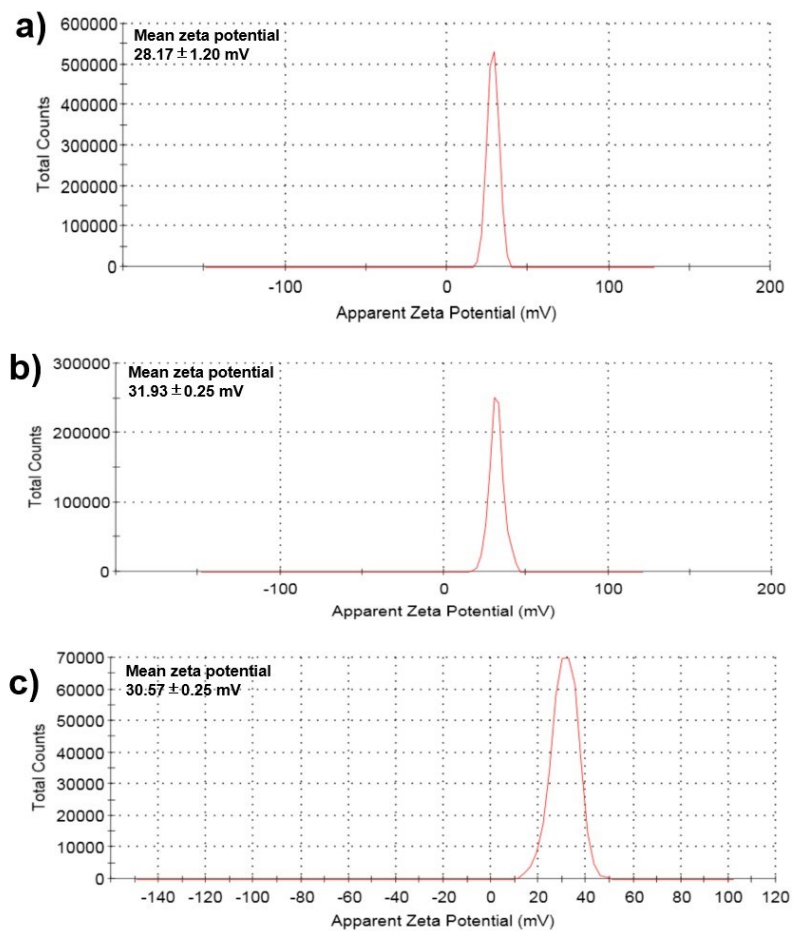 a)
Mean zeta potential
28.17 ± 1.20 mV
Total Counts
600000
500000
400000
300000
200000
100000
0
-100 0 100 200
Apparent Zeta Potential (mV)
b)
Mean zeta potential
31.93 ± 0.25 mV
Total Counts
300000
200000
100000
0
-100 0 100 200
Apparent Zeta Potential (mV)
c)
Mean zeta potential
30.57 ± 0.25 mV
Total Counts
70000
60000
50000
40000
30000
20000
10000
0
-140 -120 -100 -80 -60 -40 -20 0 20 40 60 80 100 120
Apparent Zeta Potential (mV)